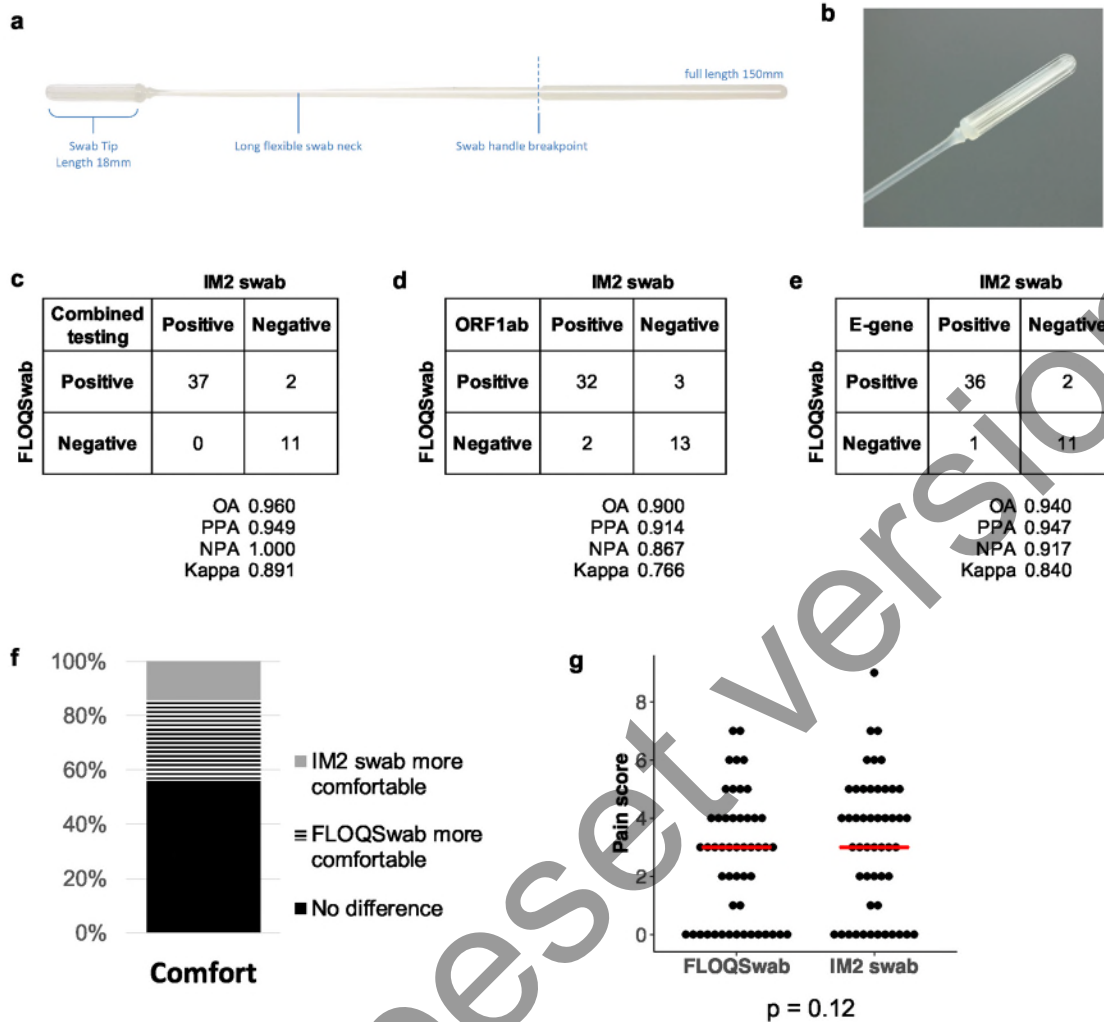 a
full length 150mm
Swab Tip
Length 18mm
Long flexible swab neck
Swab handle breakpoint
b
c
IM2 swab
FLOQSwab
Combined testing Positive Negative
Positive 37 2
Negative 0 11
OA 0.960
PPA 0.949
NPA 1.000
Kappa 0.891
d
IM2 swab
FLOQSwab
ORF1ab Positive Negative
Positive 32 3
Negative 2 13
OA 0.900
PPA 0.914
NPA 0.867
Kappa 0.766
e
IM2 swab
FLOQSwab
E-gene Positive Negative
Positive 36 2
Negative 1 11
OA 0.940
PPA 0.947
NPA 0.917
Kappa 0.840
f
100%
80%
60%
40%
20%
0%
Comfort
IM2 swab more
comfortable
FLOQSwab more
comfortable
No difference
g
Pain score
8
6
4
2
0
FLOQSwab IM2 swab
p = 0.12
eset version